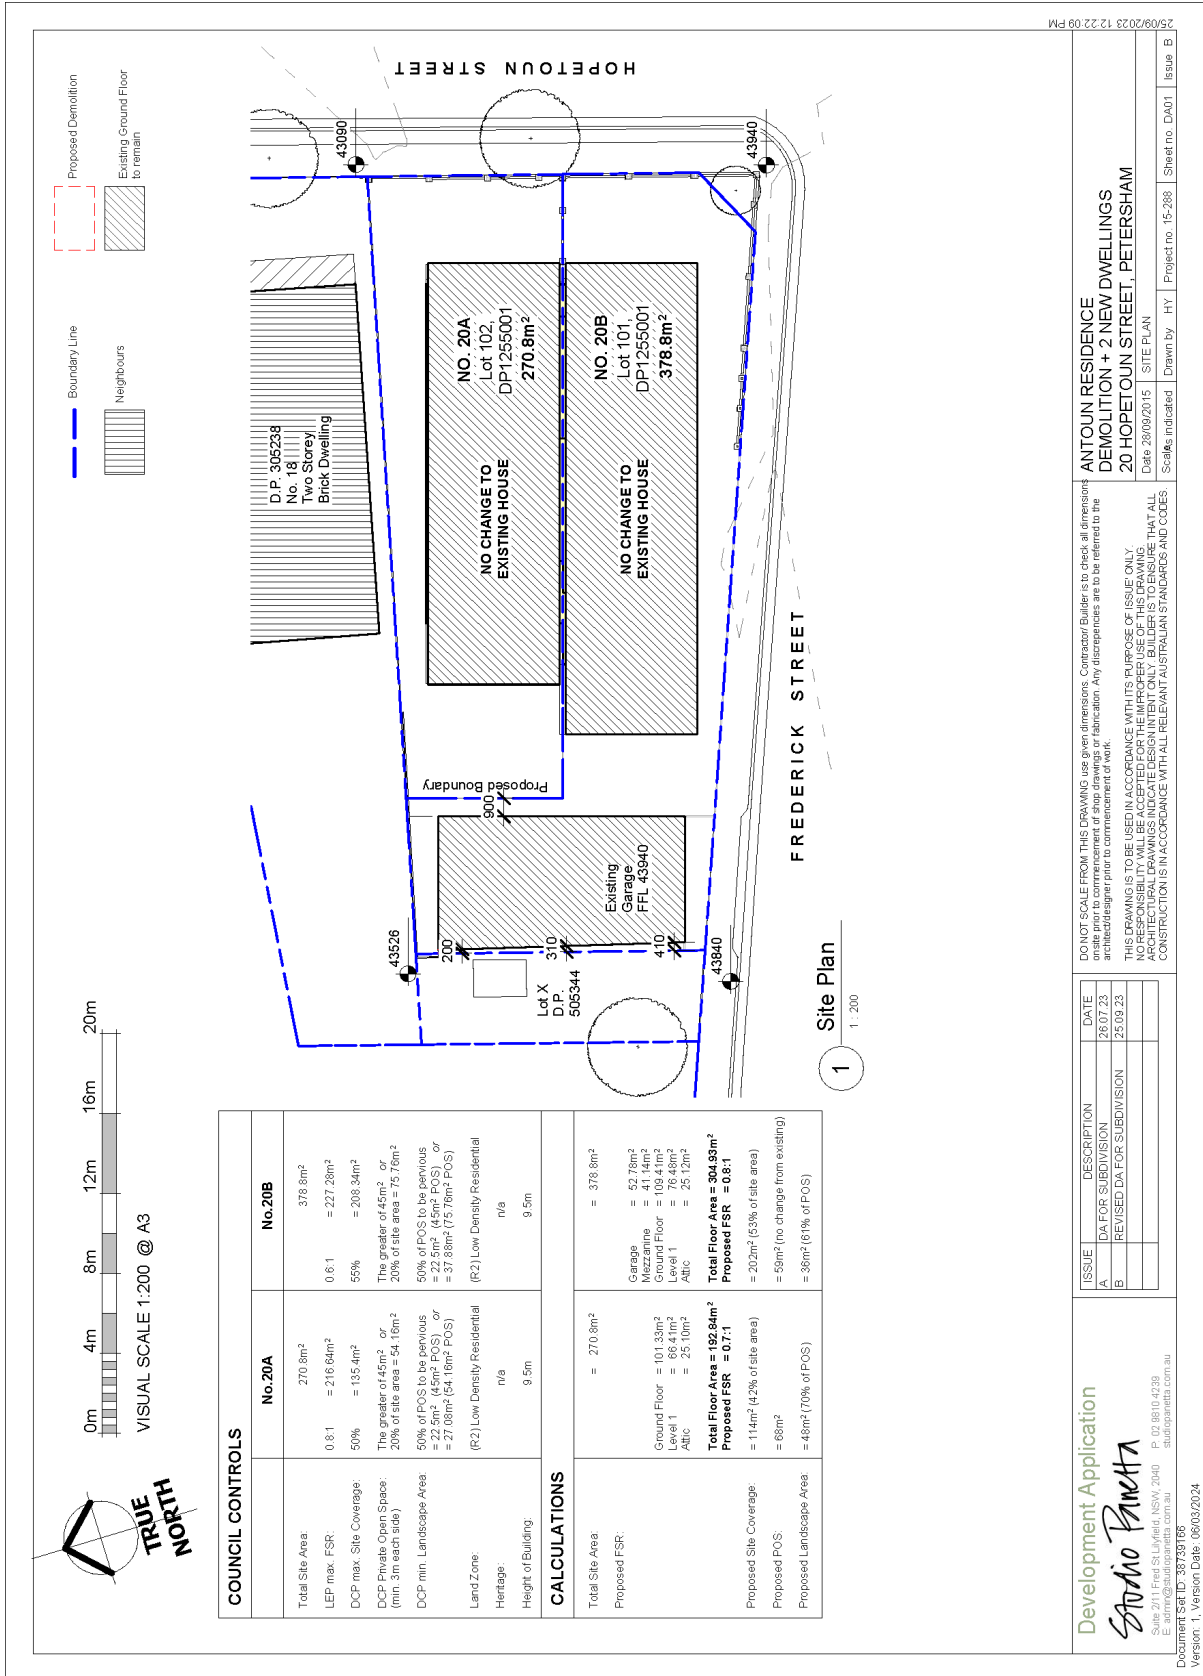 25/09/2023 12:22:09 PM
Boundary Line
Proposed Demolition
Neighbours
Existing Ground Floor
to remain
TRUE
NORTH
0m 4m 8m 12m 16m 20m
VISUAL SCALE 1:200 @ A3
COUNCIL CONTROLS
No.20A No.20B
Total Site Area: 270.8m² 378.8m²
LEP max. FSR: 0.8:1 = 216.64m² 0.6:1 = 227.28m²
DCP max. Site Coverage: 50% = 135.4m² 55% = 208.34m²
DCP Private Open Space: The greater of 45m² or The greater of 45m² or
(min. 3m each side) 20% of site area = 54.16m² 20% of site area = 75.76m²
DCP min. Landscape Area: 50% of POS to be pervious 50% of POS to be pervious
= 22.5m² (45m² POS) or = 22.5m² (45m² POS) or
= 27.08m² (54.16m² POS) = 37.88m² (75.76m² POS)
Land Zone: (R2) Low Density Residential (R2) Low Density Residential
Heritage: n/a n/a
Height of Building: 9.5m 9.5m
CALCULATIONS
Total Site Area: = 270.8m² = 378.8m²
Proposed FSR:
Garage = 52.78m²
Mezzanine = 41.14m²
Ground Floor = 101.33m² Ground Floor = 109.41m²
Level 1 = 66.41m² Level 1 = 76.48m²
Attic = 25.10m² Attic = 25.12m²
Total Floor Area = 192.84m² Total Floor Area = 304.93m²
Proposed FSR = 0.7:1 Proposed FSR = 0.8:1
Proposed Site Coverage: = 114m² (42% of site area) = 202m² (53% of site area)
Proposed POS: = 68m² = 59m² (no change from existing)
Proposed Landscape Area: = 48m² (70% of POS) = 36m² (61% of POS)
HOPETOUN STREET
43090
43940
D.P. 305238
No. 18
Two Storey
Brick Dwelling
NO. 20A
Lot 102,
DP1255001
270.8m²
NO CHANGE TO
EXISTING HOUSE
NO. 20B
Lot 101,
DP1255001
378.8m²
NO CHANGE TO
EXISTING HOUSE
Proposed Boundary
900
Existing
Garage
FFL 43940
43526
200
310
410
43840
Lot X
D.P.
505344
FREDERICK STREET
1
Site Plan
1 : 200
Development Application
Studio Panetta
Suite 2/11 Fred St Lilyfield, NSW, 2040 P. 02 9810 4239
E. admin@studiopanetta.com.au studiopanetta.com.au
ISSUE DESCRIPTION DATE
A DA FOR SUBDIVISION 26.07.23
B REVISED DA FOR SUBDIVISION 25.09.23
DO NOT SCALE FROM THIS DRAWING use given dimensions. Contractor/ Builder is to check all dimensions
onsite prior to commencement of shop drawings or fabrication. Any discrepencies are to be referred to the
architect/designer prior to commencement of work.
THIS DRAWING IS TO BE USED IN ACCORDANCE WITH ITS 'PURPOSE OF ISSUE' ONLY.
NO RESPONSIBILITY WILL BE ACCEPTED FOR THE IMPROPER USE OF THIS DRAWING.
ARCHITECTURAL DRAWINGS INDICATE DESIGN INTENT ONLY. BUILDER IS TO ENSURE THAT ALL
CONSTRUCTION IS IN ACCORDANCE WITH ALL RELEVANT AUSTRALIAN STANDARDS AND CODES.
ANTOUN RESIDENCE
DEMOLITION + 2 NEW DWELLINGS
20 HOPETOUN STREET, PETERSHAM
Date 28/09/2015 SITE PLAN
Scale As indicated Drawn by HY Project no. 15-288 Sheet no. DA01 Issue B
Document Set ID: 38739166
Version: 1, Version Date: 06/03/2024